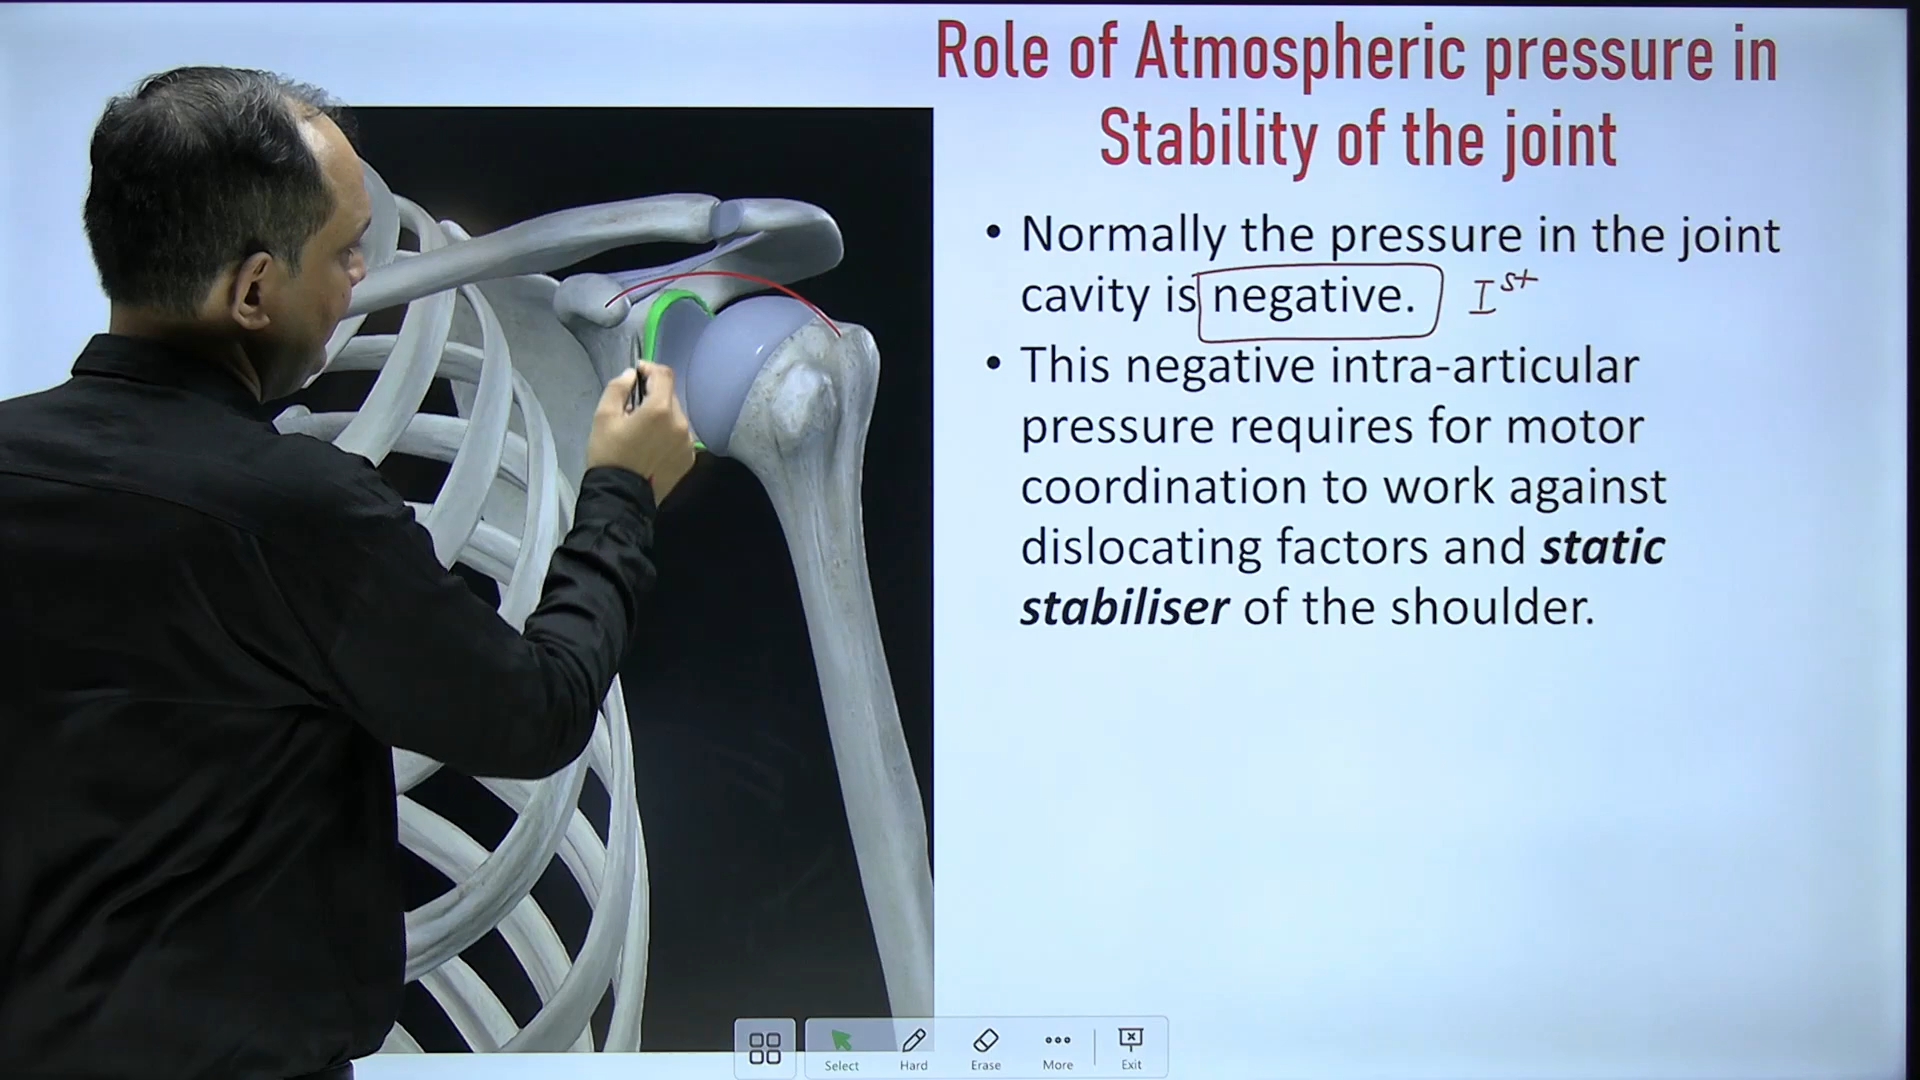 Role of Atmospheric pressure in
Stability of the joint
• Normally the pressure in the joint
cavity is negative. Ist
• This negative intra-articular
pressure requires for motor
coordination to work against
dislocating factors and static
stabiliser of the shoulder.
Select Hard Erase More Exit